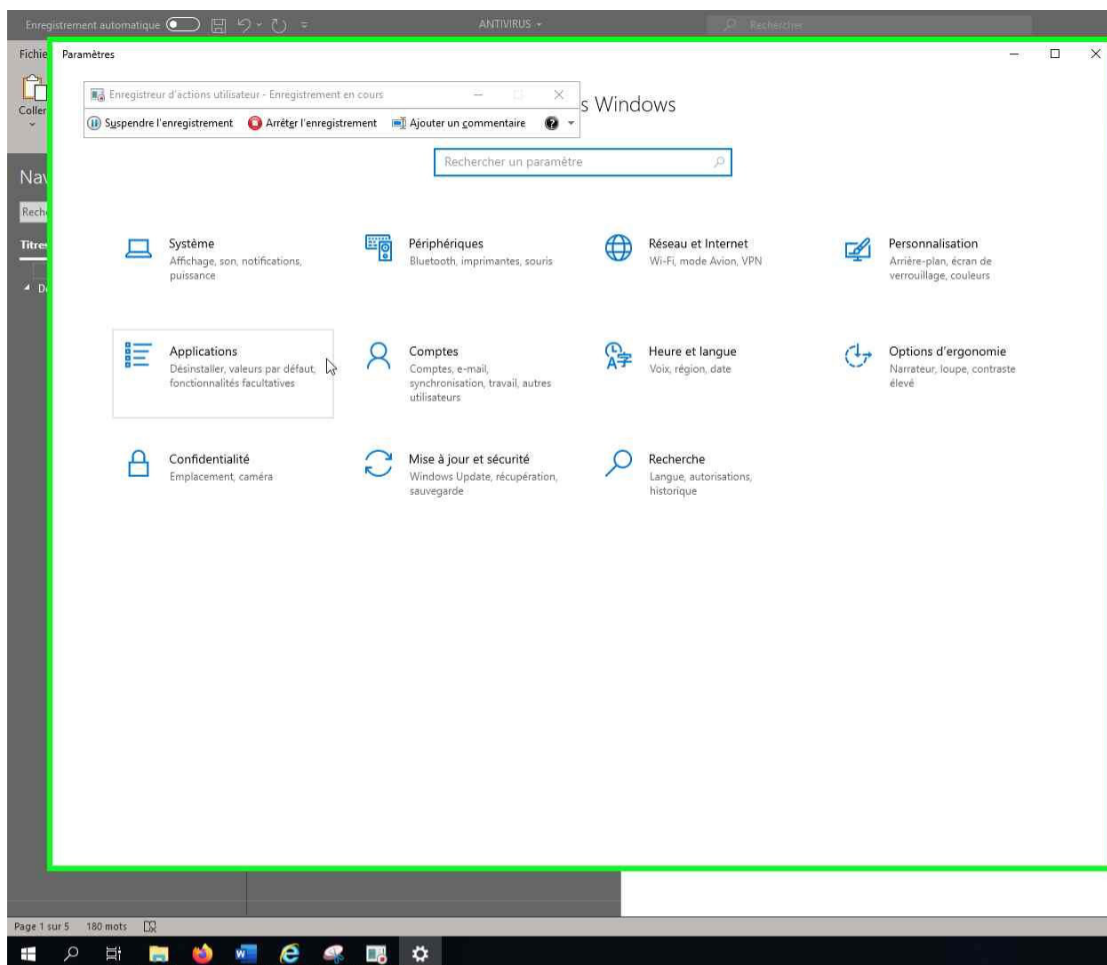 Enregistrement automatique
ANTIVIRUS
Rechercher
Fichie
Paramètres
Coller
Enregistreur d'actions utilisateur - Enregistrement en cours
s Windows
Suspendre l'enregistrement Arrêter l'enregistrement Ajouter un commentaire
Rechercher un paramètre
Nav
Rech
Titres
De
Système
Affichage, son, notifications,
puissance
Périphériques
Bluetooth, imprimantes, souris
Réseau et Internet
Wi-Fi, mode Avion, VPN
Personnalisation
Arrière-plan, écran de
verrouillage, couleurs
Applications
Désinstaller, valeurs par défaut,
fonctionnalités facultatives
Comptes
Comptes, e-mail,
synchronisation, travail, autres
utilisateurs
Heure et langue
Voix, région, date
Options d'ergonomie
Narrateur, loupe, contraste
élevé
Confidentialité
Emplacement, caméra
Mise à jour et sécurité
Windows Update, récupération,
sauvegarde
Recherche
Langue, autorisations,
historique
Page 1 sur 5 180 mots